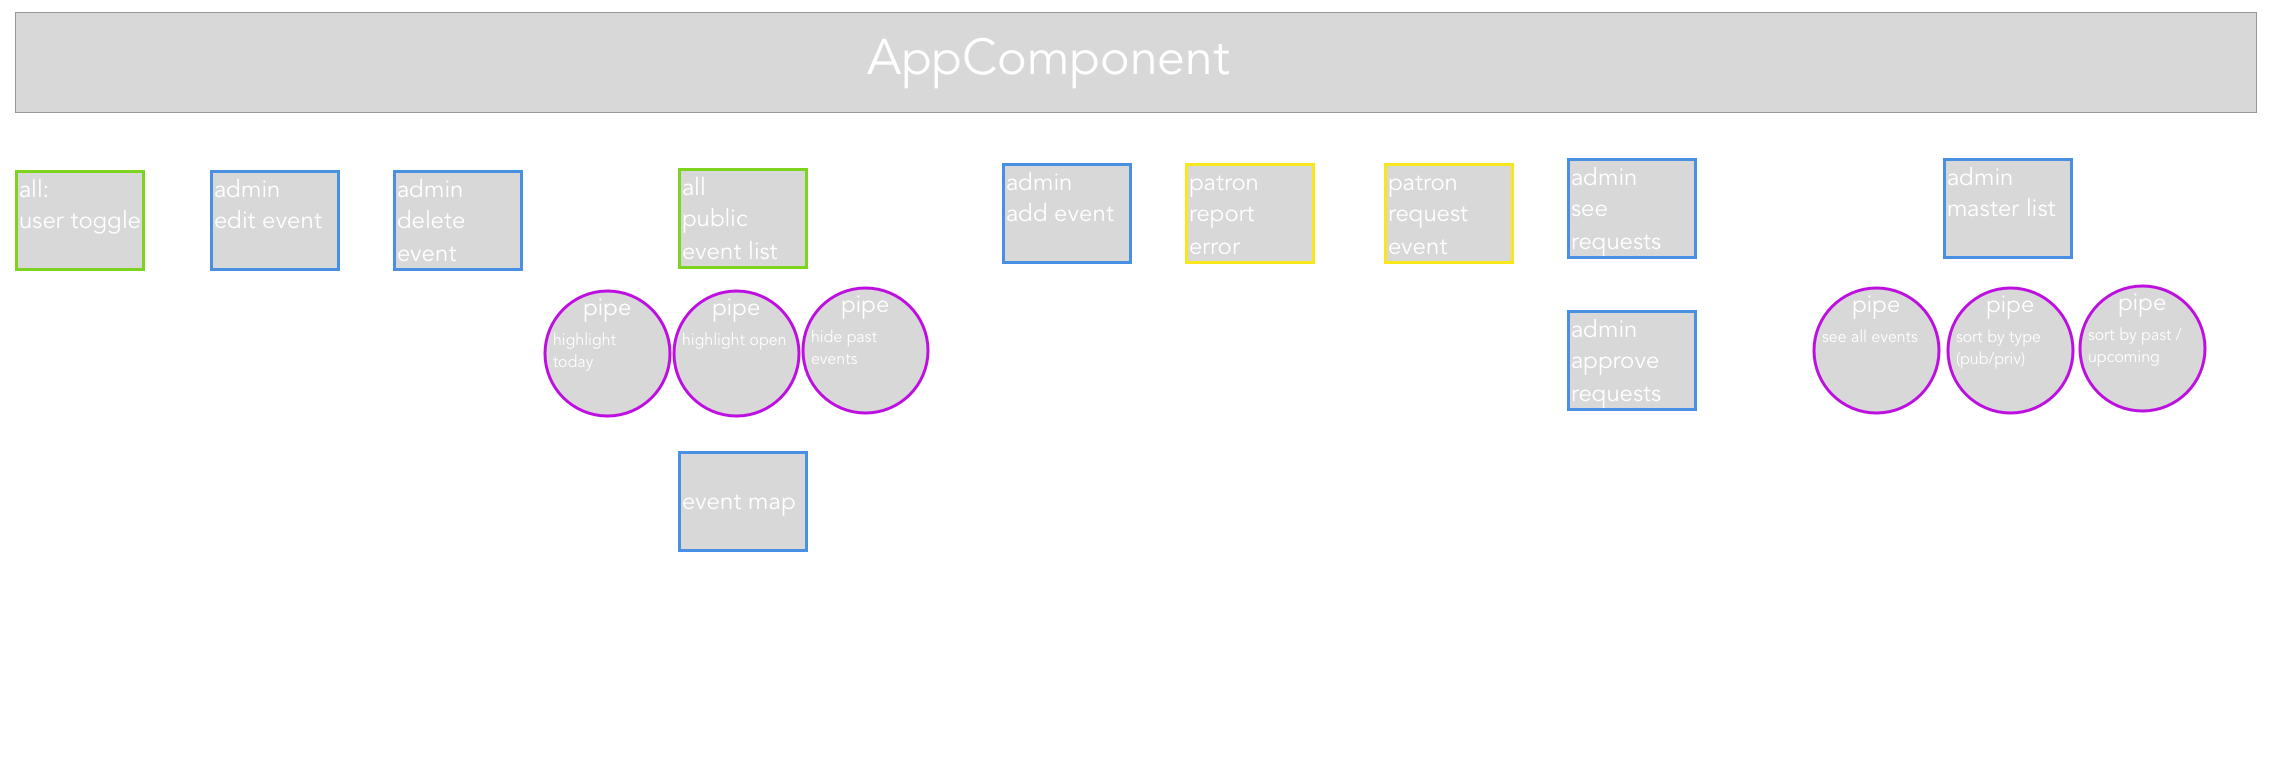 AppComponent
all:
user toggle
admin
edit event
admin
delete
event
all
public
event list
admin
add event
patron
report
error
patron
request
event
admin
see
requests
admin
master list
pipe
highlight
today
pipe
highlight open
pipe
hide past
events
admin
approve
requests
pipe
see all events
pipe
sort by type
(pub/priv)
pipe
sort by past /
upcoming
event map